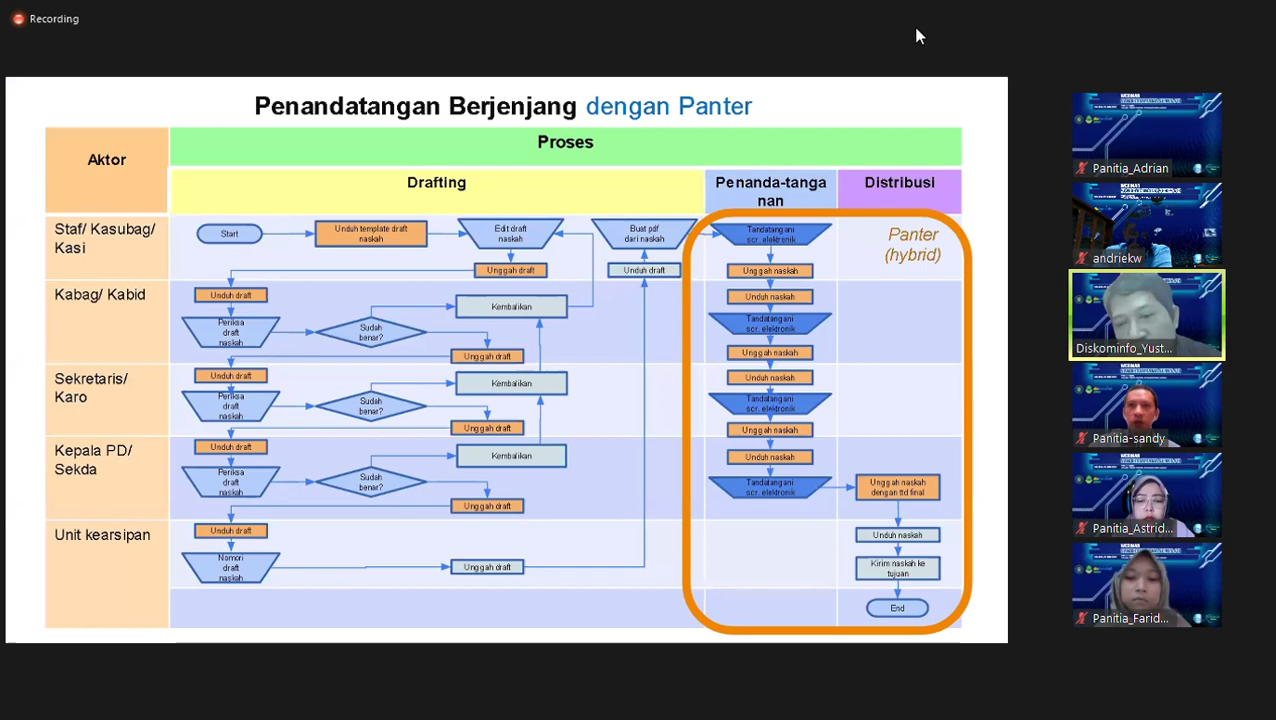 Recording
Penandatangan Berjenjang dengan Panter
Aktor
Proses
Drafting
Penanda-tanga
nan
Distribusi
Staf/ Kasubag/
Kasi
Start
Unduh template draft
naskah
Edit draft
naskah
Unggah draft
Buat pdf
dari naskah
Unduh draft
Tandatangani
scr. elektronik
Unggah naskah
Panter
(hybrid)
Kabag/ Kabid
Unduh draft
Periksa
draft
naskah
Sudah
benar?
Kembalikan
Unggah draft
Unduh naskah
Tandatangani
scr. elektronik
Unggah naskah
Sekretaris/
Karo
Unduh draft
Periksa
draft
naskah
Sudah
benar?
Kembalikan
Unggah draft
Unduh naskah
Tandatangani
scr. elektronik
Unggah naskah
Kepala PD/
Sekda
Unduh draft
Periksa
draft
naskah
Sudah
benar?
Kembalikan
Unggah draft
Unduh naskah
Tandatangani
scr. elektronik
Unggah naskah
dengan ttd final
Unit kearsipan
Unduh draft
Nomori
draft
naskah
Unggah draft
Unduh naskah
Kirim naskah ke
tujuan
End
Panitia_Adrian
andriekw
Diskominfo_Yust...
Panitia-sandy
Panitia_Astrid...
Panitia_Farid...